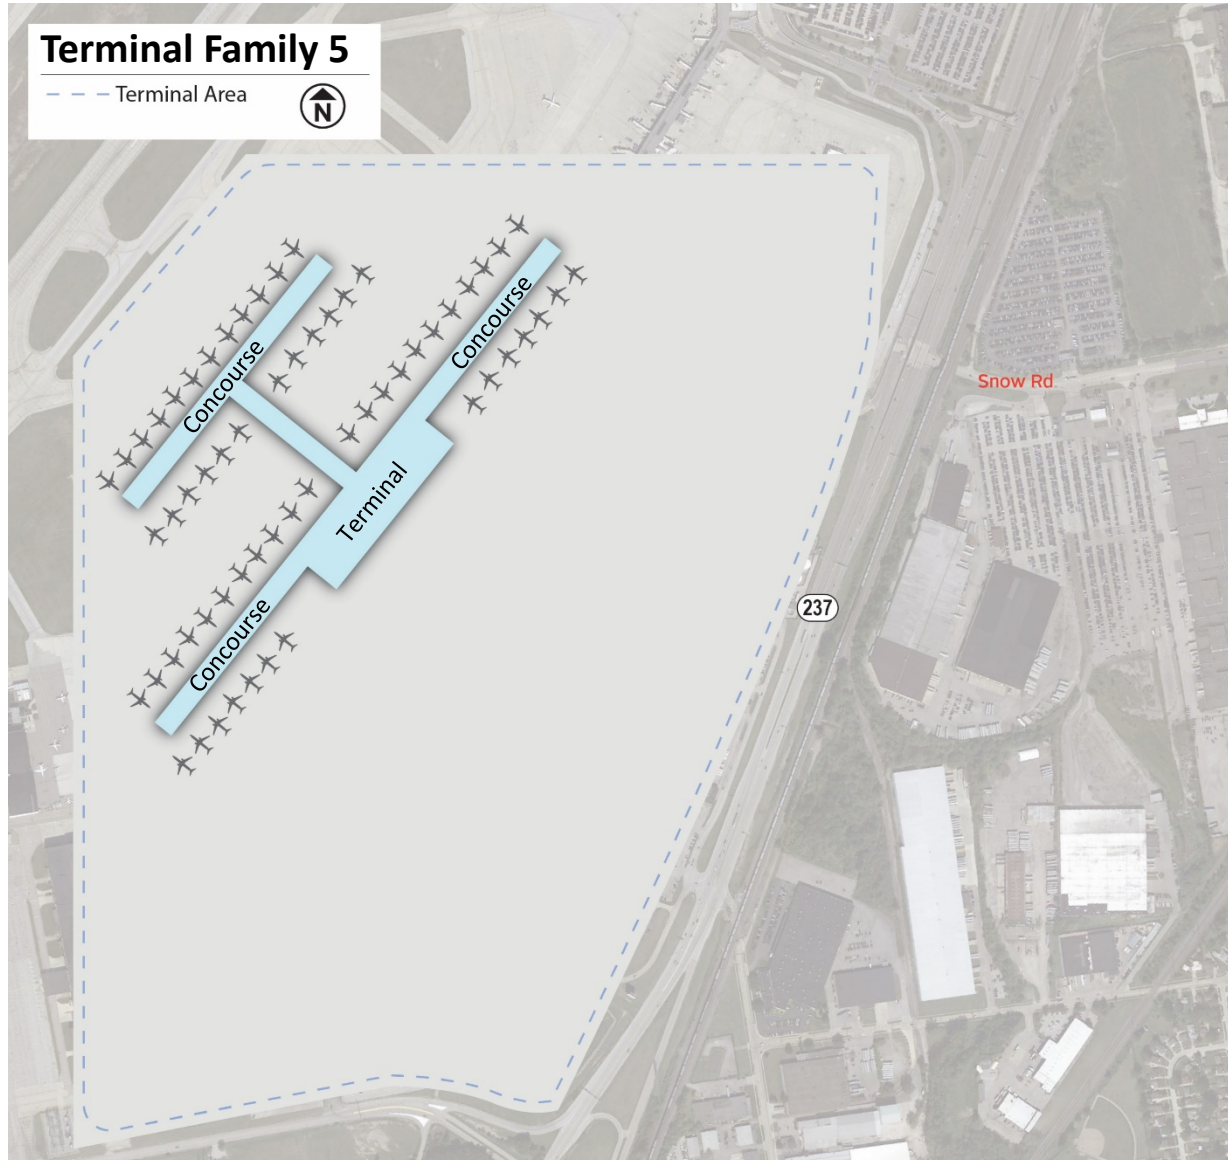 Terminal Family 5
Terminal Area
N
Concourse
Concourse
Snow Rd
Terminal
237
Concourse